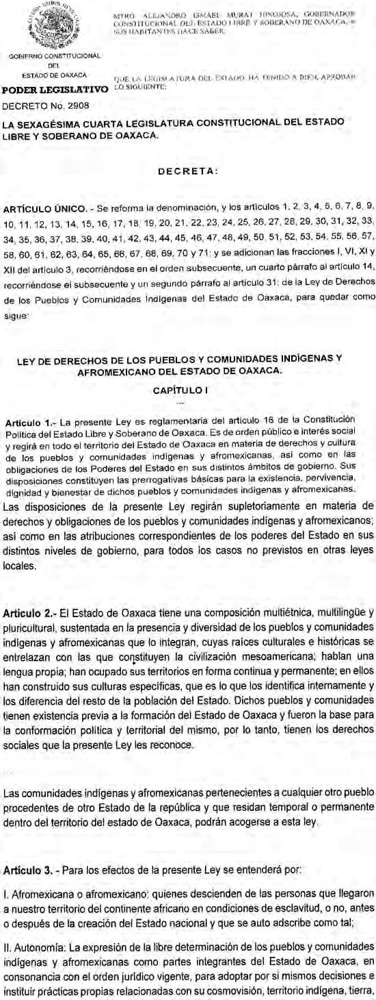 MTRO. ALEJANDRO ISMAEL MURAT HINOJOSA, GOBERNADOR
CONSTITUCIONAL DEL ESTADO LIBRE Y SOBERANO DE OAXACA, A
SUS HABITANTES HACE SABER:
GOBIERNO CONSTITUCIONAL
DEL
ESTADO DE OAXACA
PODER LEGISLATIVO
QUE LA LEGISLATURA DEL ESTADO, HA TENIDO A BIEN, APROBAR
LO SIGUIENTE:
DECRETO No. 2908
LA SEXAGÉSIMA CUARTA LEGISLATURA CONSTITUCIONAL DEL ESTADO
LIBRE Y SOBERANO DE OAXACA.
DECRETA:
ARTÍCULO ÚNICO. - Se reforma la denominación, y los artículos 1, 2, 3, 4, 5, 6, 7, 8, 9,
10, 11, 12, 13, 14, 15, 16, 17, 18, 19, 20, 21, 22, 23, 24, 25, 26, 27, 28, 29, 30, 31, 32, 33,
34, 35, 36, 37, 38, 39, 40, 41, 42, 43, 44, 45, 46, 47, 48, 49, 50, 51, 52, 53, 54, 55, 56, 57,
58, 60, 61, 62, 63, 64, 65, 66, 67, 68, 69, 70 y 71; y se adicionan las fracciones I, VI, XI y
XII del artículo 3, recorriéndose en el orden subsecuente, un cuarto párrafo al artículo 14,
recorriéndose el subsecuente y un segundo párrafo al artículo 31; de la Ley de Derechos
de los Pueblos y Comunidades Indígenas del Estado de Oaxaca, para quedar como
sigue:
LEY DE DERECHOS DE LOS PUEBLOS Y COMUNIDADES INDÍGENAS Y
AFROMEXICANO DEL ESTADO DE OAXACA.
CAPÍTULO I
...
Artículo 1.- La presente Ley es reglamentaria del artículo 16 de la Constitución
Política del Estado Libre y Soberano de Oaxaca. Es de orden público e interés social
y regirá en todo el territorio del Estado de Oaxaca en materia de derechos y cultura
de los pueblos y comunidades indígenas y afromexicanas, así como en las
obligaciones de los Poderes del Estado en sus distintos ámbitos de gobierno. Sus
disposiciones constituyen las prerrogativas básicas para la existencia, pervivencia,
dignidad y bienestar de dichos pueblos y comunidades indígenas y afromexicanas.
Las disposiciones de la presente Ley regirán supletoriamente en materia de
derechos y obligaciones de los pueblos y comunidades indígenas y afromexicanos;
así como en las atribuciones correspondientes de los poderes del Estado en sus
distintos niveles de gobierno, para todos los casos no previstos en otras leyes
locales.
Artículo 2.- El Estado de Oaxaca tiene una composición multiétnica, multilingüe y
pluricultural, sustentada en la presencia y diversidad de los pueblos y comunidades
indígenas y afromexicanas que lo integran, cuyas raíces culturales e históricas se
entrelazan con las que constituyen la civilización mesoamericana; hablan una
lengua propia; han ocupado sus territorios en forma continua y permanente; en ellos
han construido sus culturas específicas, que es lo que los identifica internamente y
los diferencia del resto de la población del Estado. Dichos pueblos y comunidades
tienen existencia previa a la formación del Estado de Oaxaca y fueron la base para
la conformación política y territorial del mismo, por lo tanto, tienen los derechos
sociales que la presente Ley les reconoce.
...
Las comunidades indígenas y afromexicanas pertenecientes a cualquier otro pueblo
procedentes de otro Estado de la república y que residan temporal o permanente
dentro del territorio del estado de Oaxaca, podrán acogerse a esta ley.
Artículo 3. - Para los efectos de la presente Ley se entenderá por:
I. Afromexicana o afromexicano: quienes descienden de las personas que llegaron
a nuestro territorio del continente africano en condiciones de esclavitud, o no, antes
o después de la creación del Estado nacional y que se auto adscribe como tal;
II. Autonomía: La expresión de la libre determinación de los pueblos y comunidades
indígenas y afromexicanas como partes integrantes del Estado de Oaxaca, en
consonancia con el orden jurídico vigente, para adoptar por sí mismos decisiones e
instituir prácticas propias relacionadas con su cosmovisión, territorio indígena, tierra,